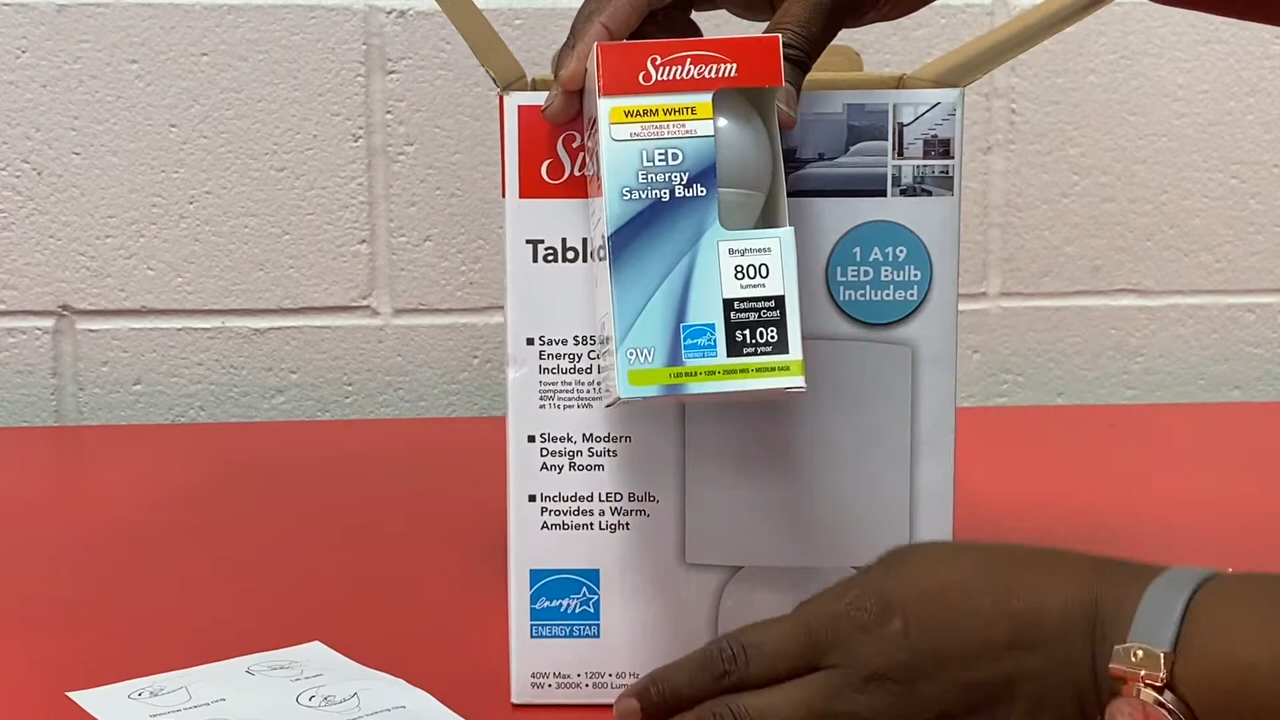 Sunbeam
WARM WHITE
SUITABLE FOR
ENCLOSED FIXTURES
LED
Energy
Saving Bulb
Brightness
800
lumens
Estimated
Energy Cost
$1.08
per year
energy
ENERGY STAR
9W
1 LED BULB • 120V • 25000 HRS • MEDIUM BASE
Su
Tabl
1 A19
LED Bulb
Included
Save $85
Energy Co
Included L
†over the life of
compared to a
40W incandescent
at 11¢ per kWh
Sleek, Modern
Design Suits
Any Room
Included LED Bulb,
Provides a Warm,
Ambient Light
energy
ENERGY STAR
40W Max. • 120V • 60 Hz
9W • 3000K • 800 Lum